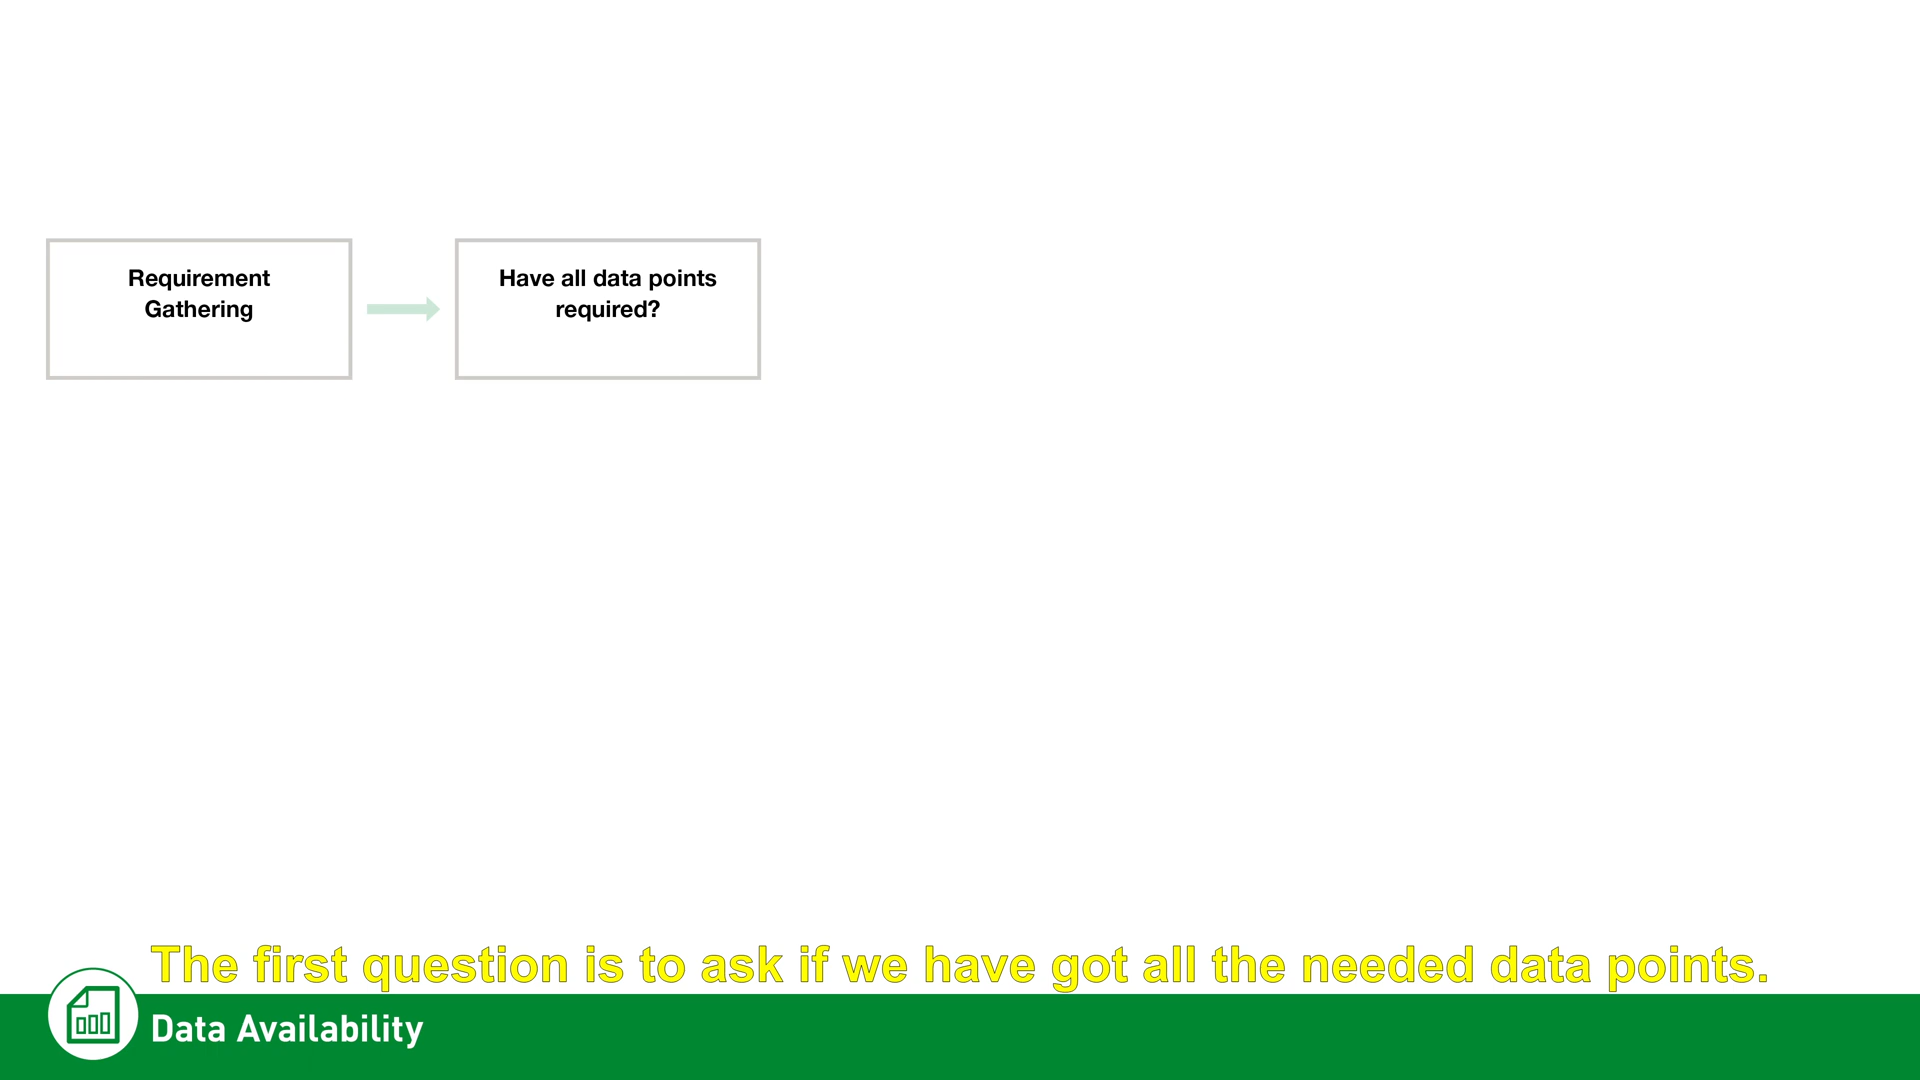 Requirement
Gathering
Have all data points
required?
The first question is to ask if we have got all the needed data points.
Data Availability